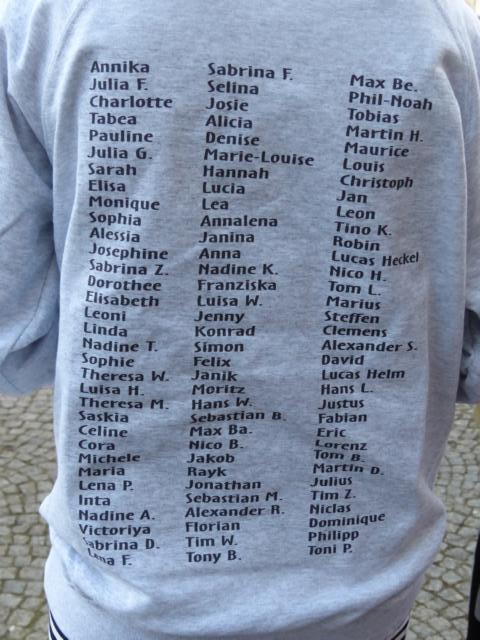 Annika
Julia F.
Charlotte
Tabea
Pauline
Julia G.
Sarah
Elisa
Monique
Sophia
Alessia
Josephine
Sabrina Z.
Dorothee
Elisabeth
Leoni
Linda
Nadine T.
Sophie
Theresa W.
Luisa H.
Theresa M.
Saskia
Celine
Cora
Michele
Maria
Lena P.
Inta
Nadine A.
Victoriya
Sabrina D.
Lena F.
Sabrina F.
Selina
Josie
Alicia
Denise
Marie-Louise
Hannah
Lucia
Lea
Annalena
Janina
Anna
Nadine K.
Franziska
Luisa W.
Jenny
Konrad
Simon
Felix
Janik
Moritz
Hans W.
Sebastian B.
Max Ba.
Nico B.
Jakob
Rayk
Jonathan
Sebastian M.
Alexander R.
Florian
Tim W.
Tony B.
Max Be.
Phil-Noah
Tobias
Martin H.
Maurice
Louis
Christoph
Jan
Leon
Tino K.
Robin
Lucas Heckel
Nico H.
Tom L.
Marius
Steffen
Clemens
Alexander S.
David
Lucas Helm
Hans L.
Justus
Fabian
Eric
Lorenz
Tom B.
Martin D.
Julius
Tim Z.
Niclas
Dominique
Philipp
Toni P.